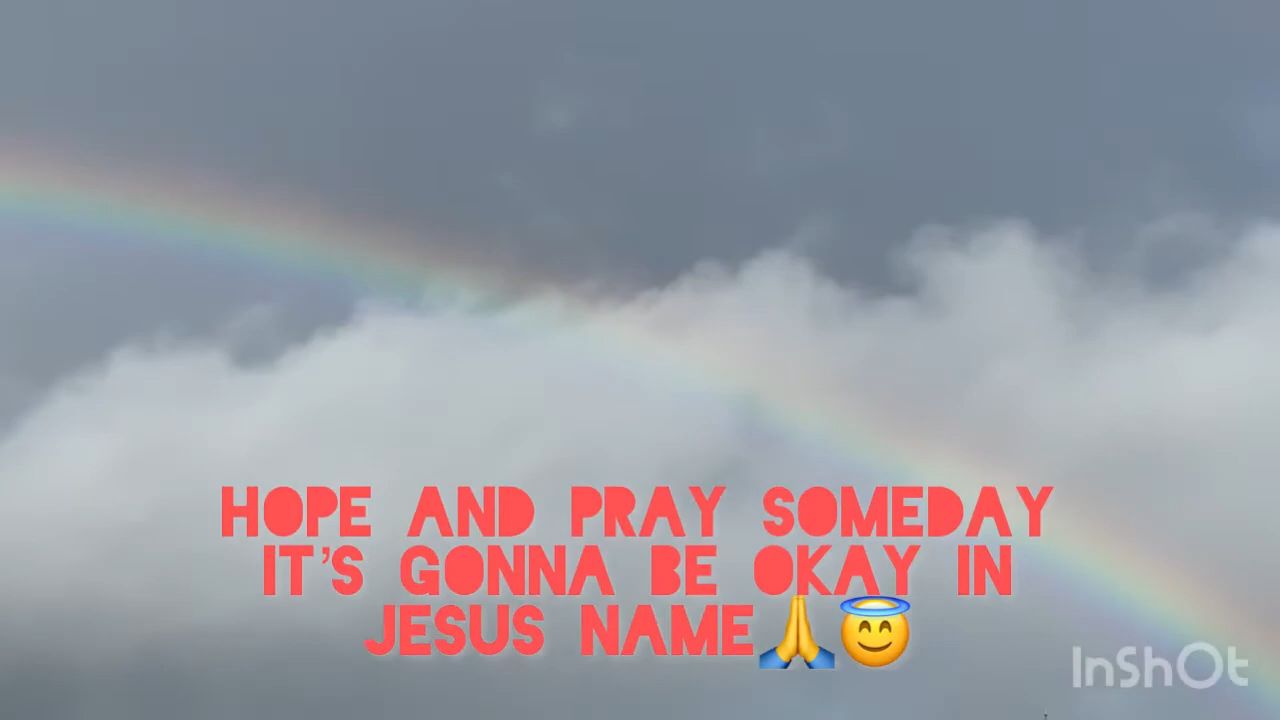 HOPE AND PRAY SOMEDAY
IT'S GONNA BE OKAY IN
JESUS NAME🙏😇
InShOt